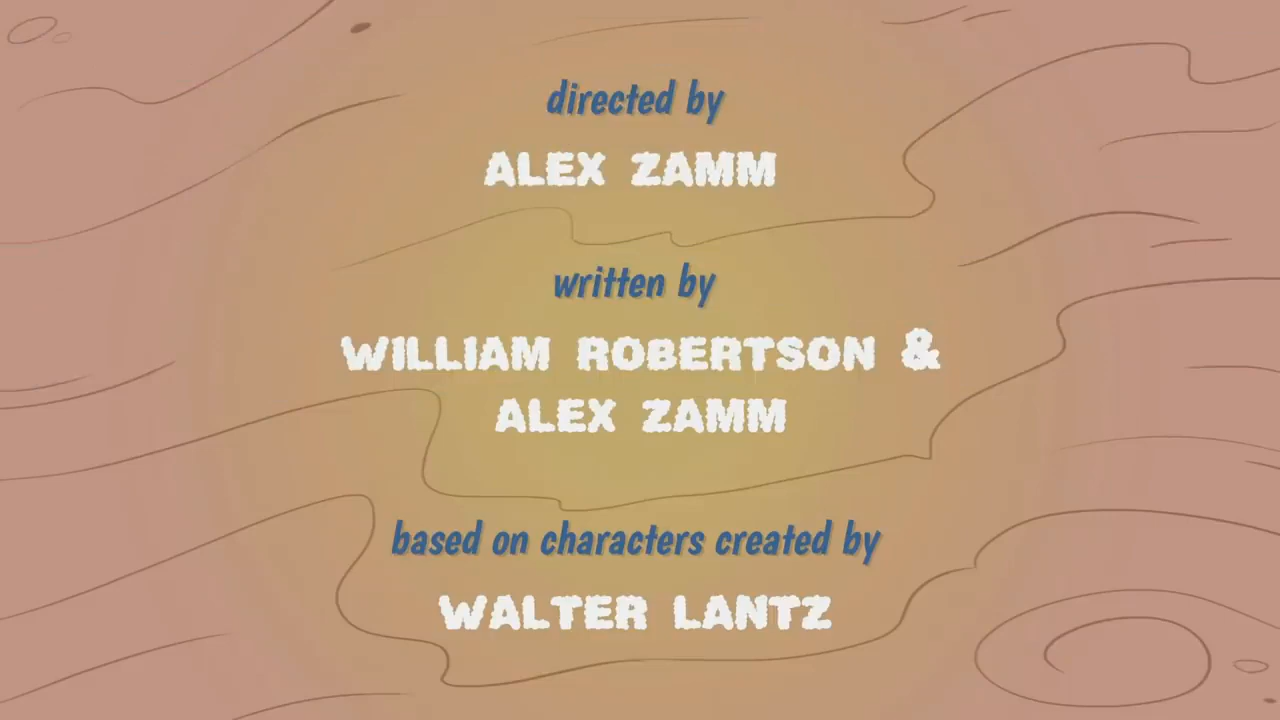 directed by
ALEX ZAMM
written by
WILLIAM ROBERTSON &
ALEX ZAMM
based on characters created by
WALTER LANTZ